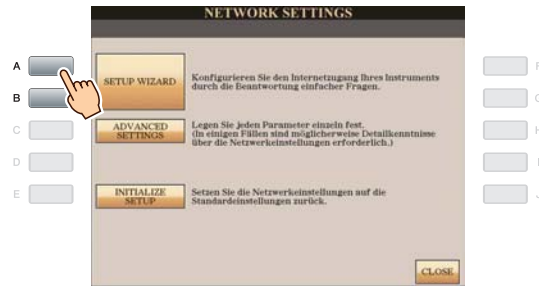 NETWORK SETTINGS
A
B
C
D
E
SETUP WIZARD
Konfigurieren Sie den Internetzugang Ihres Instruments
durch die Beantwortung einfacher Fragen.
ADVANCED
SETTINGS
Legen Sie jeden Parameter einzeln fest.
(In einigen Fällen sind möglicherweise Detailkenntnisse
über die Netzwerkeinstellungen erforderlich.)
INITIALIZE
SETUP
Setzen Sie die Netzwerkeinstellungen auf die
Standardeinstellungen zurück.
CLOSE